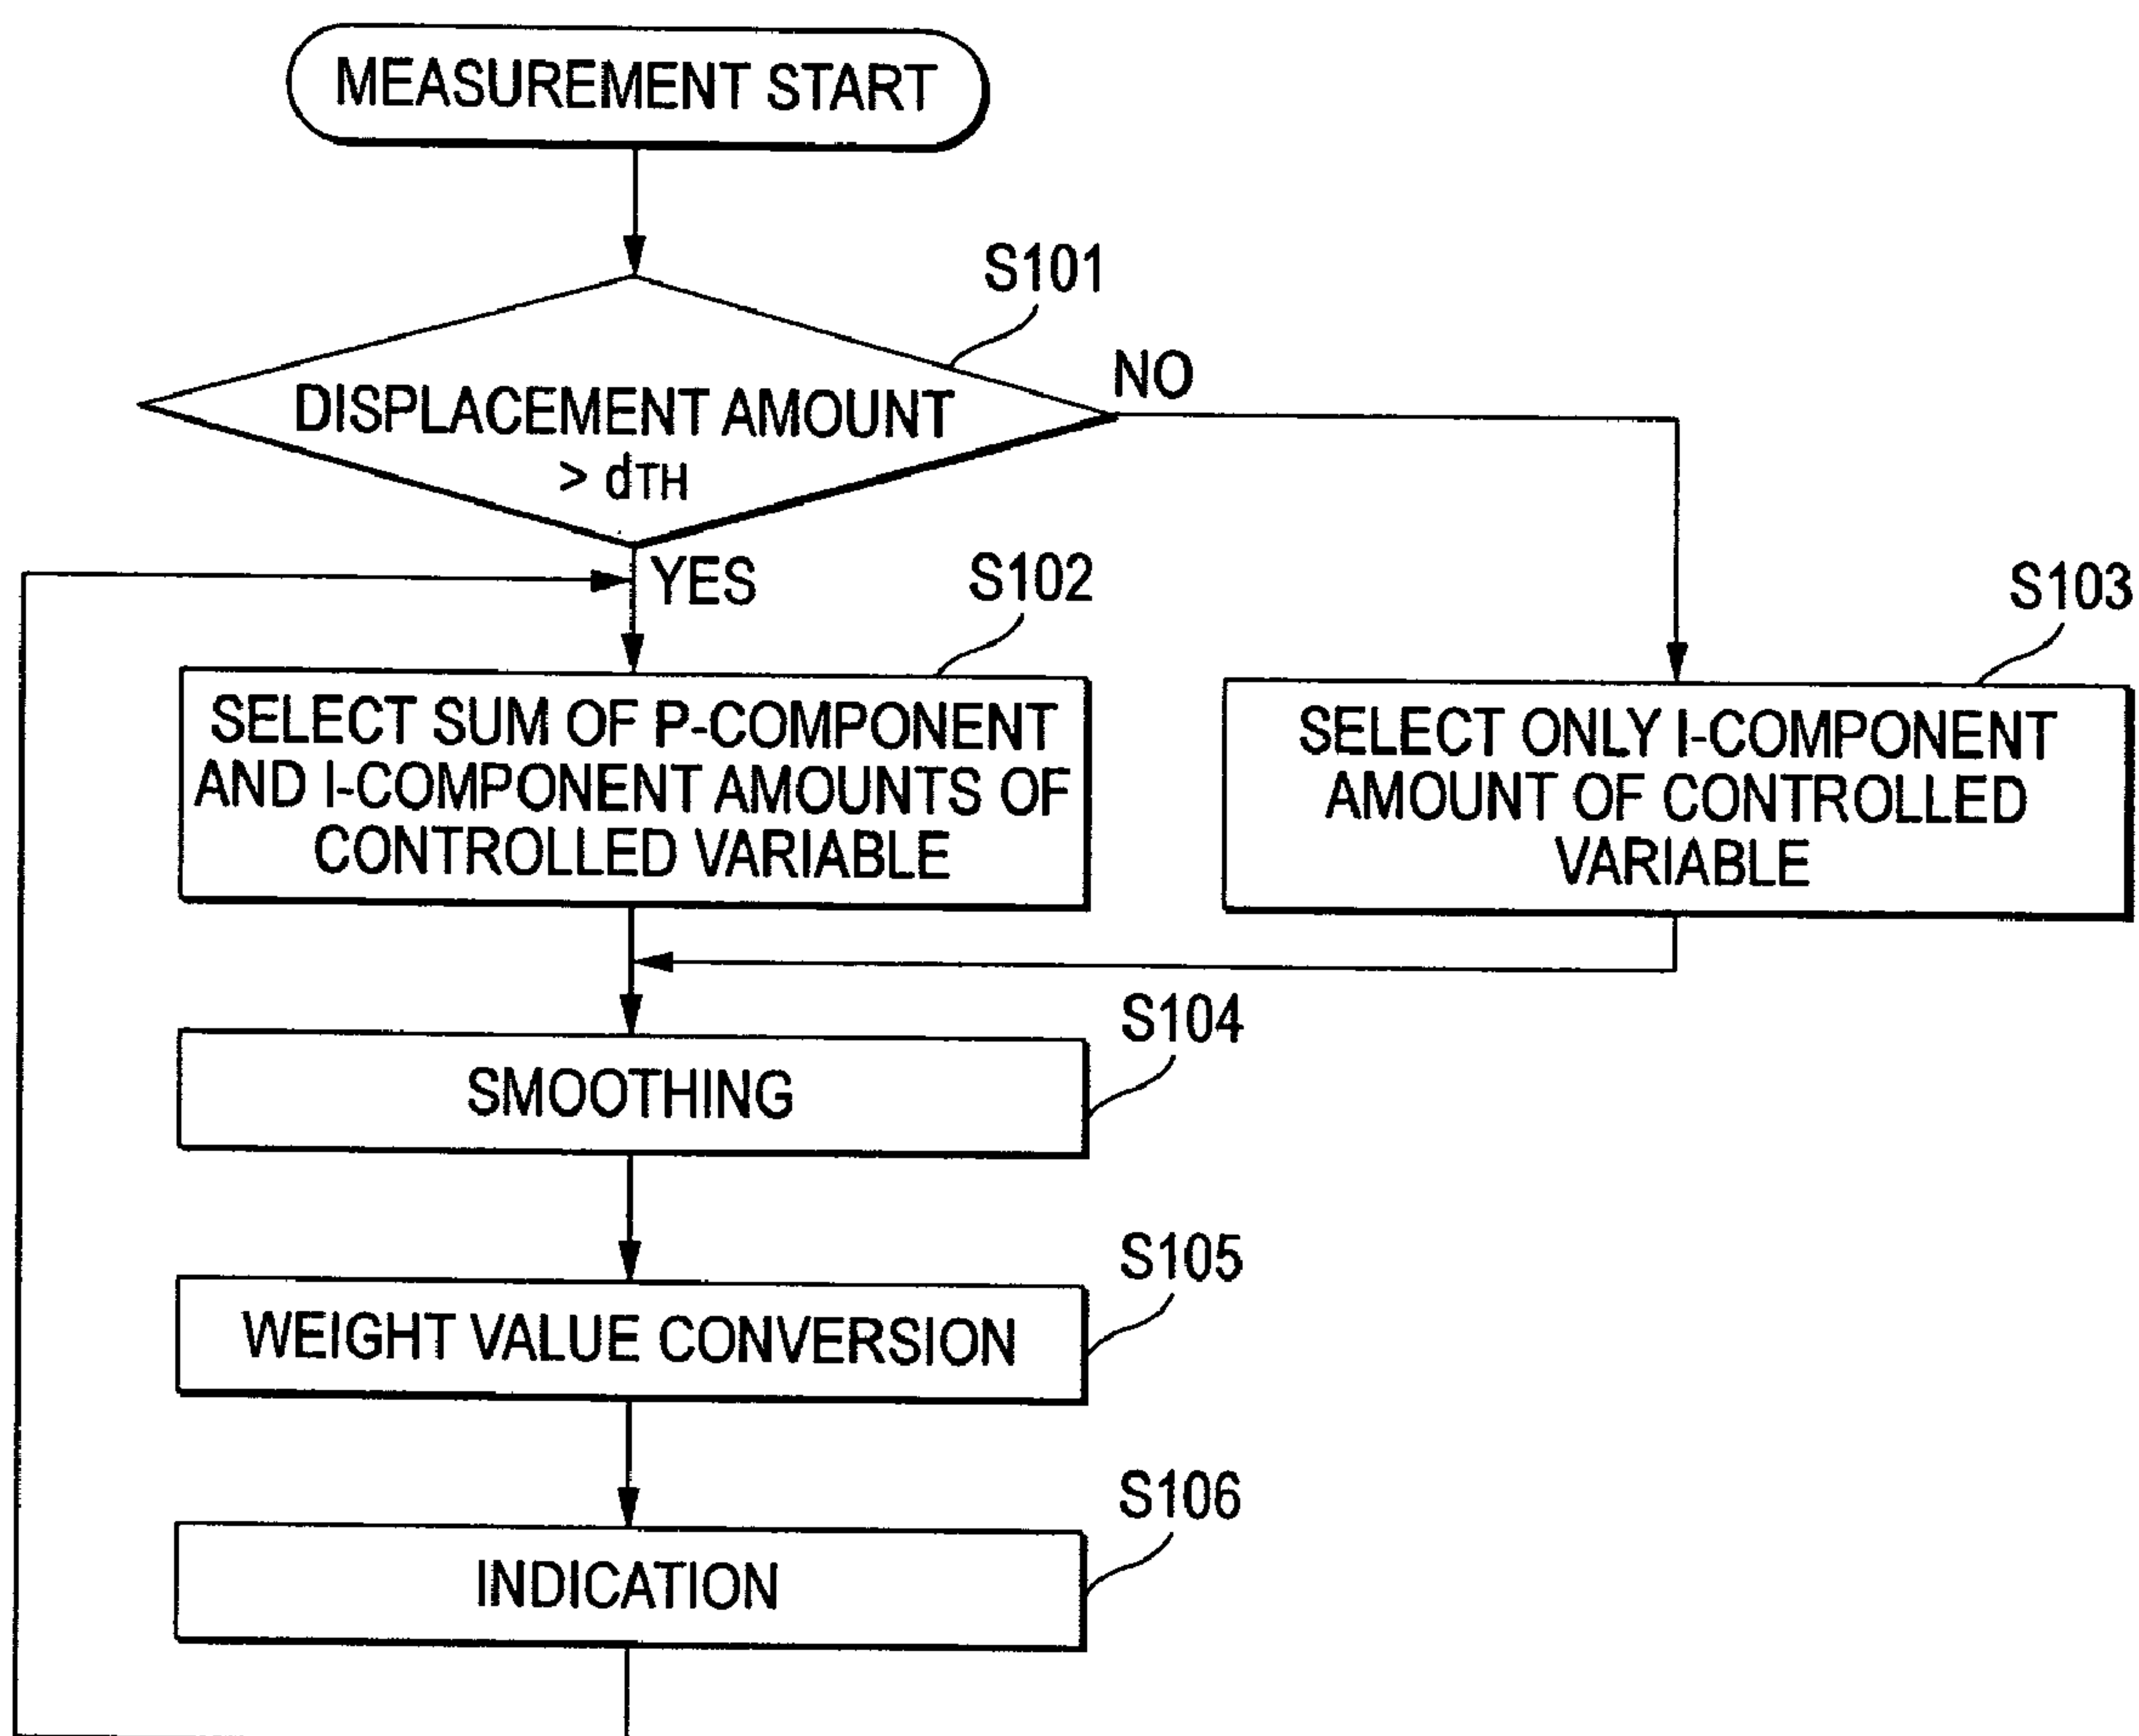 MEASUREMENT START
S101
DISPLACEMENT AMOUNT
> dTH
NO
YES
S102
SELECT SUM OF P-COMPONENT
AND I-COMPONENT AMOUNTS OF
CONTROLLED VARIABLE
S103
SELECT ONLY I-COMPONENT
AMOUNT OF CONTROLLED
VARIABLE
S104
SMOOTHING
S105
WEIGHT VALUE CONVERSION
S106
INDICATION